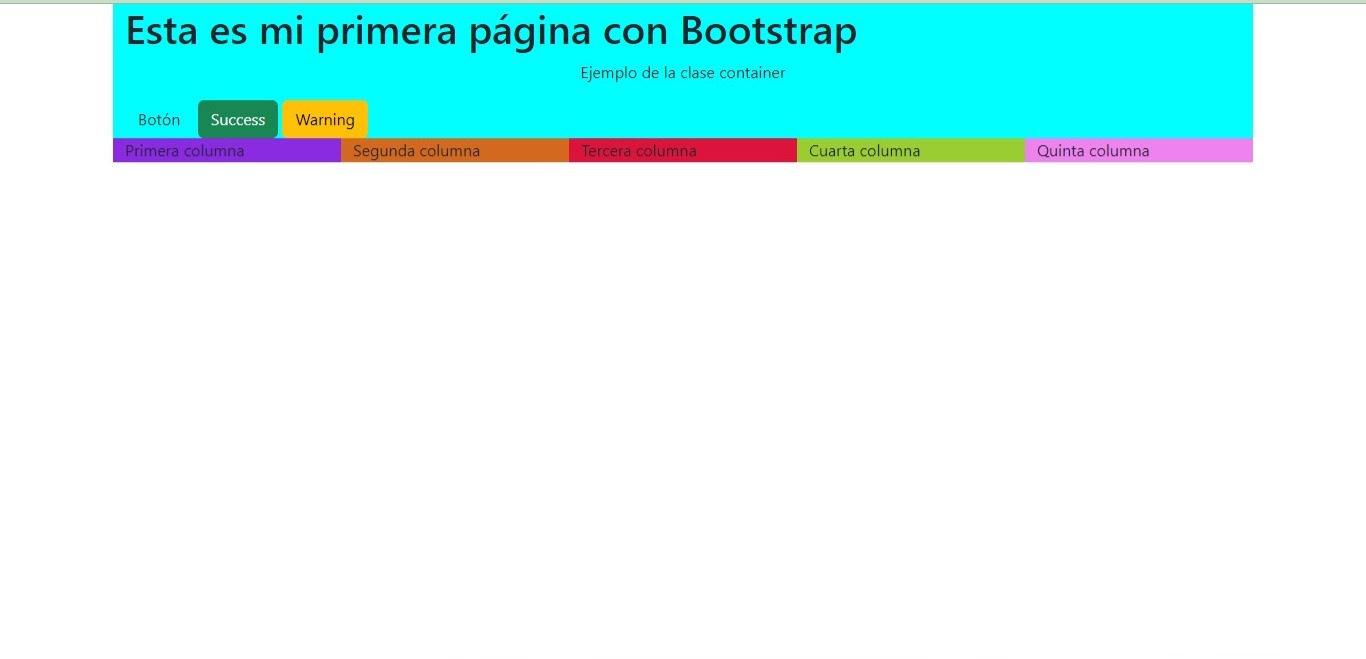 Esta es mi primera página con Bootstrap
Ejemplo de la clase container
Botón Success Warning
Primera columna Segunda columna Tercera columna Cuarta columna Quinta columna